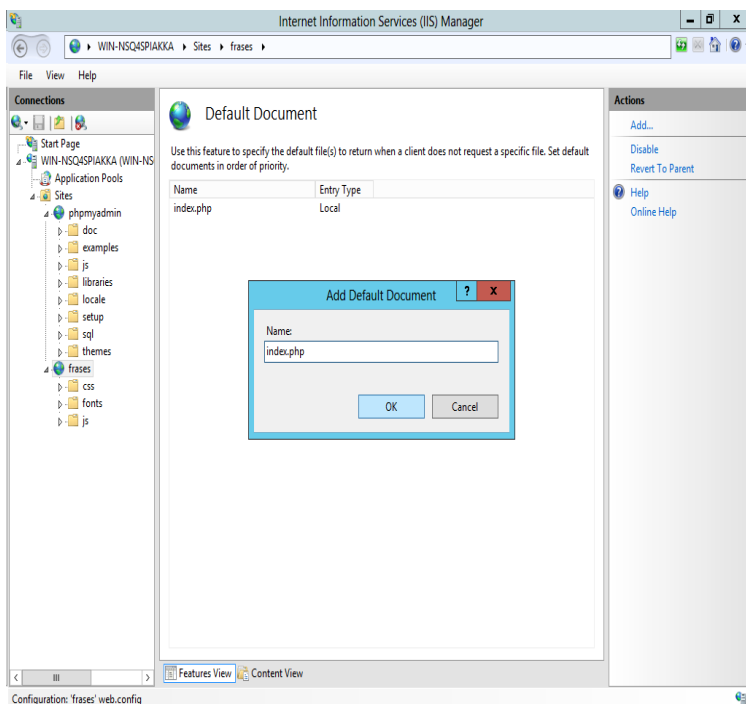 Internet Information Services (IIS) Manager
WIN-NSQ4SPIAKKA
Sites
frases
File View Help
Connections
Start Page
WIN-NSQ4SPIAKKA (WIN-NS
Application Pools
Sites
phpmyadmin
doc
examples
js
libraries
locale
setup
sql
themes
frases
css
fonts
js
Default Document
Use this feature to specify the default file(s) to return when a client does not request a specific file. Set default
documents in order of priority.
Name Entry Type
index.php Local
Add Default Document
Name:
index.php
OK Cancel
Features View Content View
Actions
Add...
Disable
Revert To Parent
Help
Online Help
Configuration: 'frases' web.config